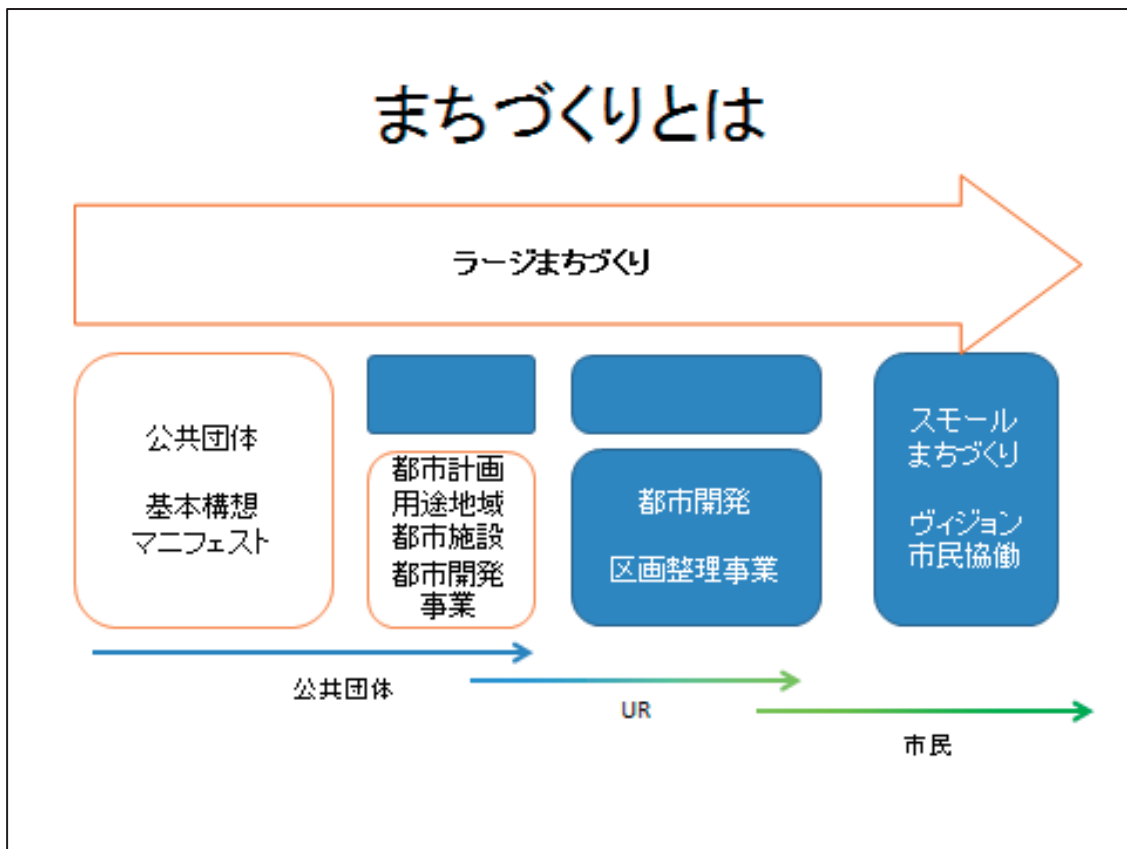 まちづくりとは
ラージまちづくり
公共団体
基本構想
マニフェスト
都市計画
用途地域
都市施設
都市開発
事業
都市開発
区画整理事業
スモール
まちづくり
ヴィジョン
市民協働
公共団体
UR
市民